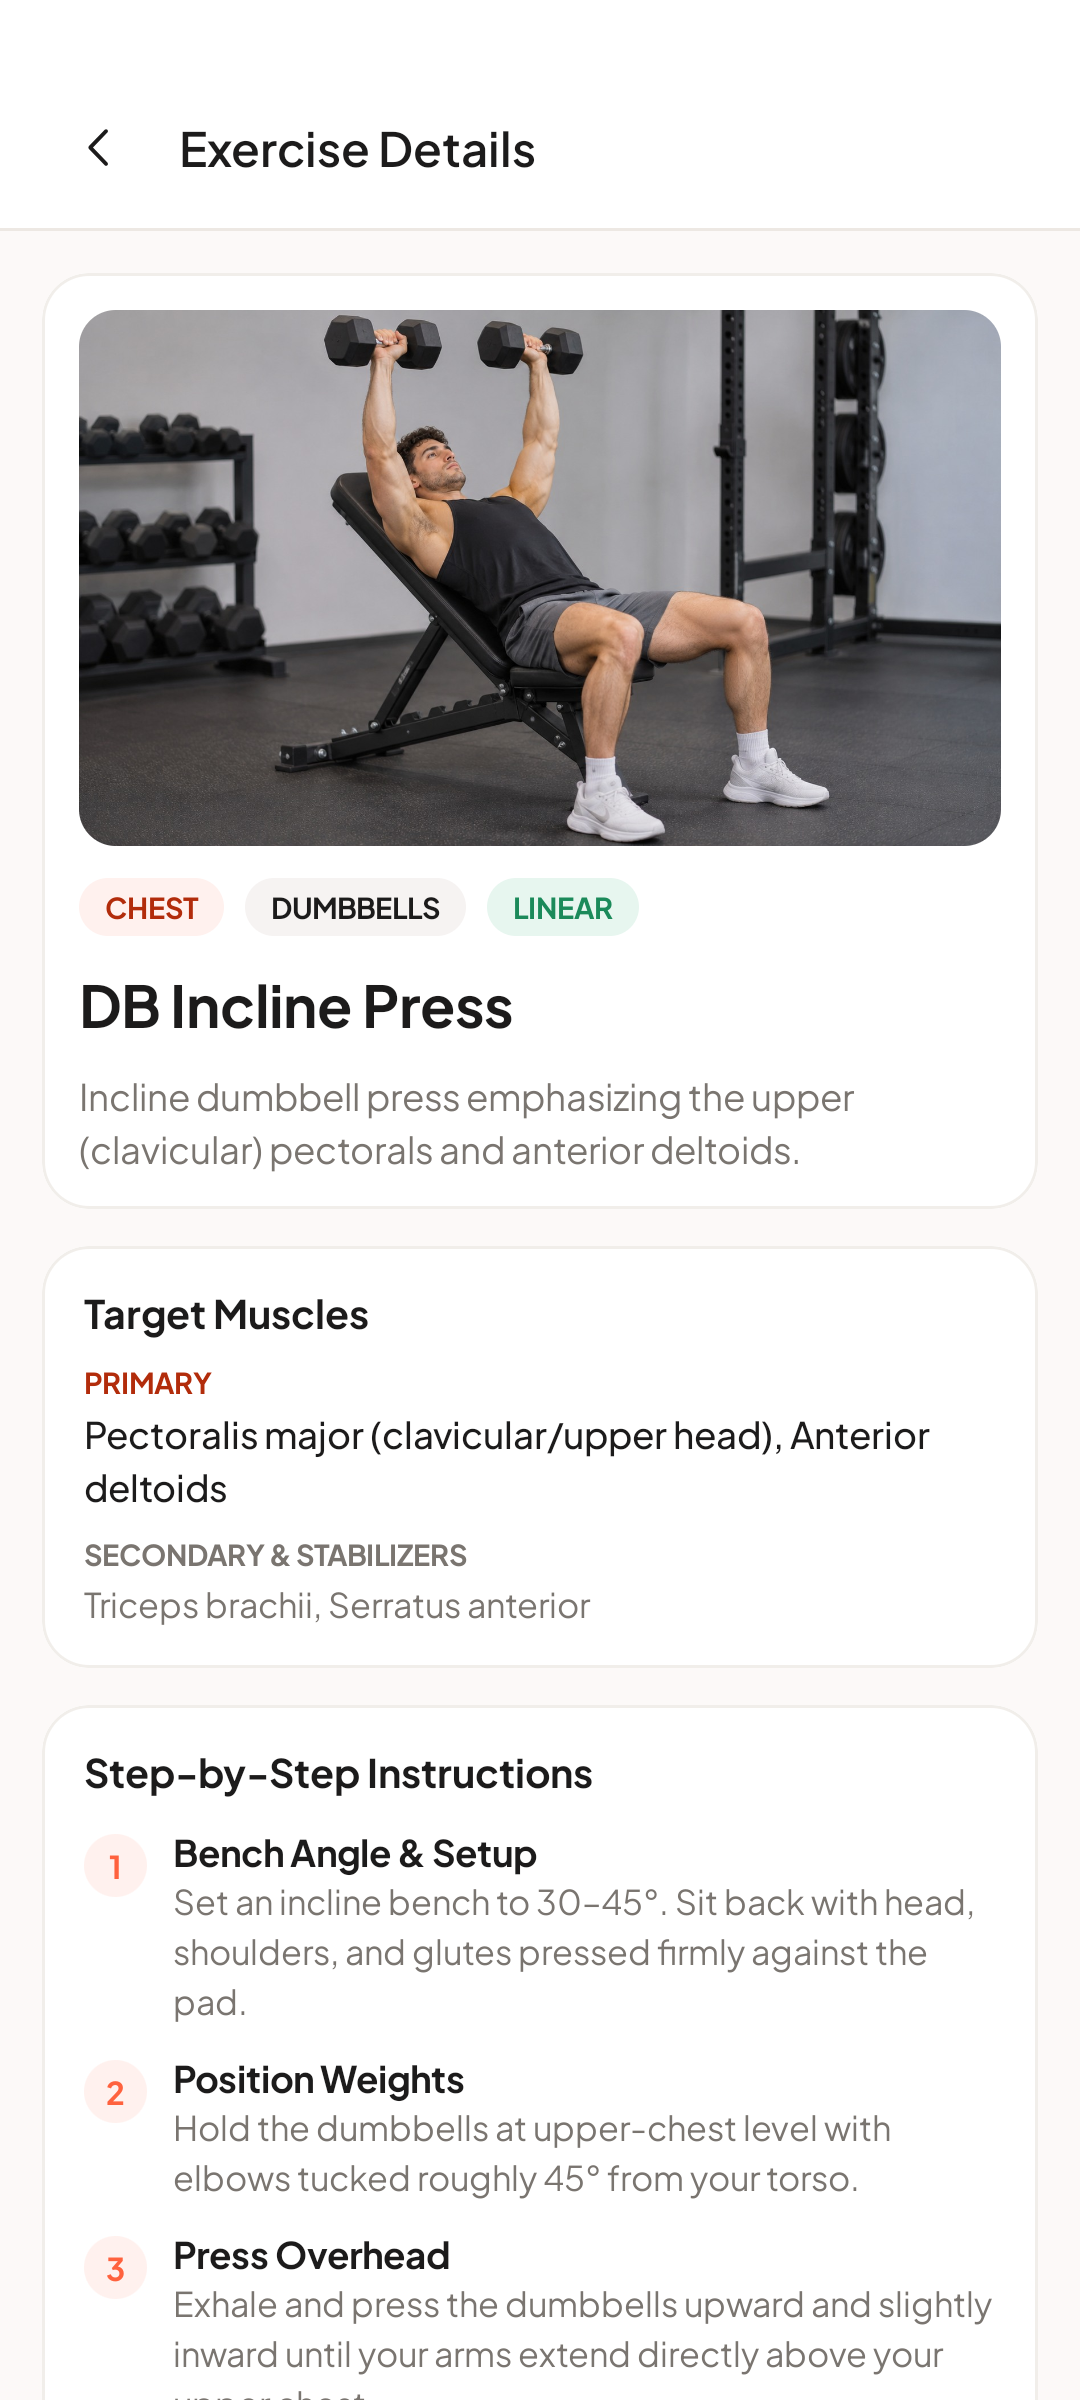 Exercise Details
CHEST
DUMBBELLS
LINEAR
DB Incline Press
Incline dumbbell press emphasizing the upper
(clavicular) pectorals and anterior deltoids.
Target Muscles
PRIMARY
Pectoralis major (clavicular/upper head), Anterior
deltoids
SECONDARY & STABILIZERS
Triceps brachii, Serratus anterior
Step-by-Step Instructions
1
Bench Angle & Setup
Set an incline bench to 30–45°. Sit back with head,
shoulders, and glutes pressed firmly against the
pad.
2
Position Weights
Hold the dumbbells at upper-chest level with
elbows tucked roughly 45° from your torso.
3
Press Overhead
Exhale and press the dumbbells upward and slightly
inward until your arms extend directly above your
upper chest.